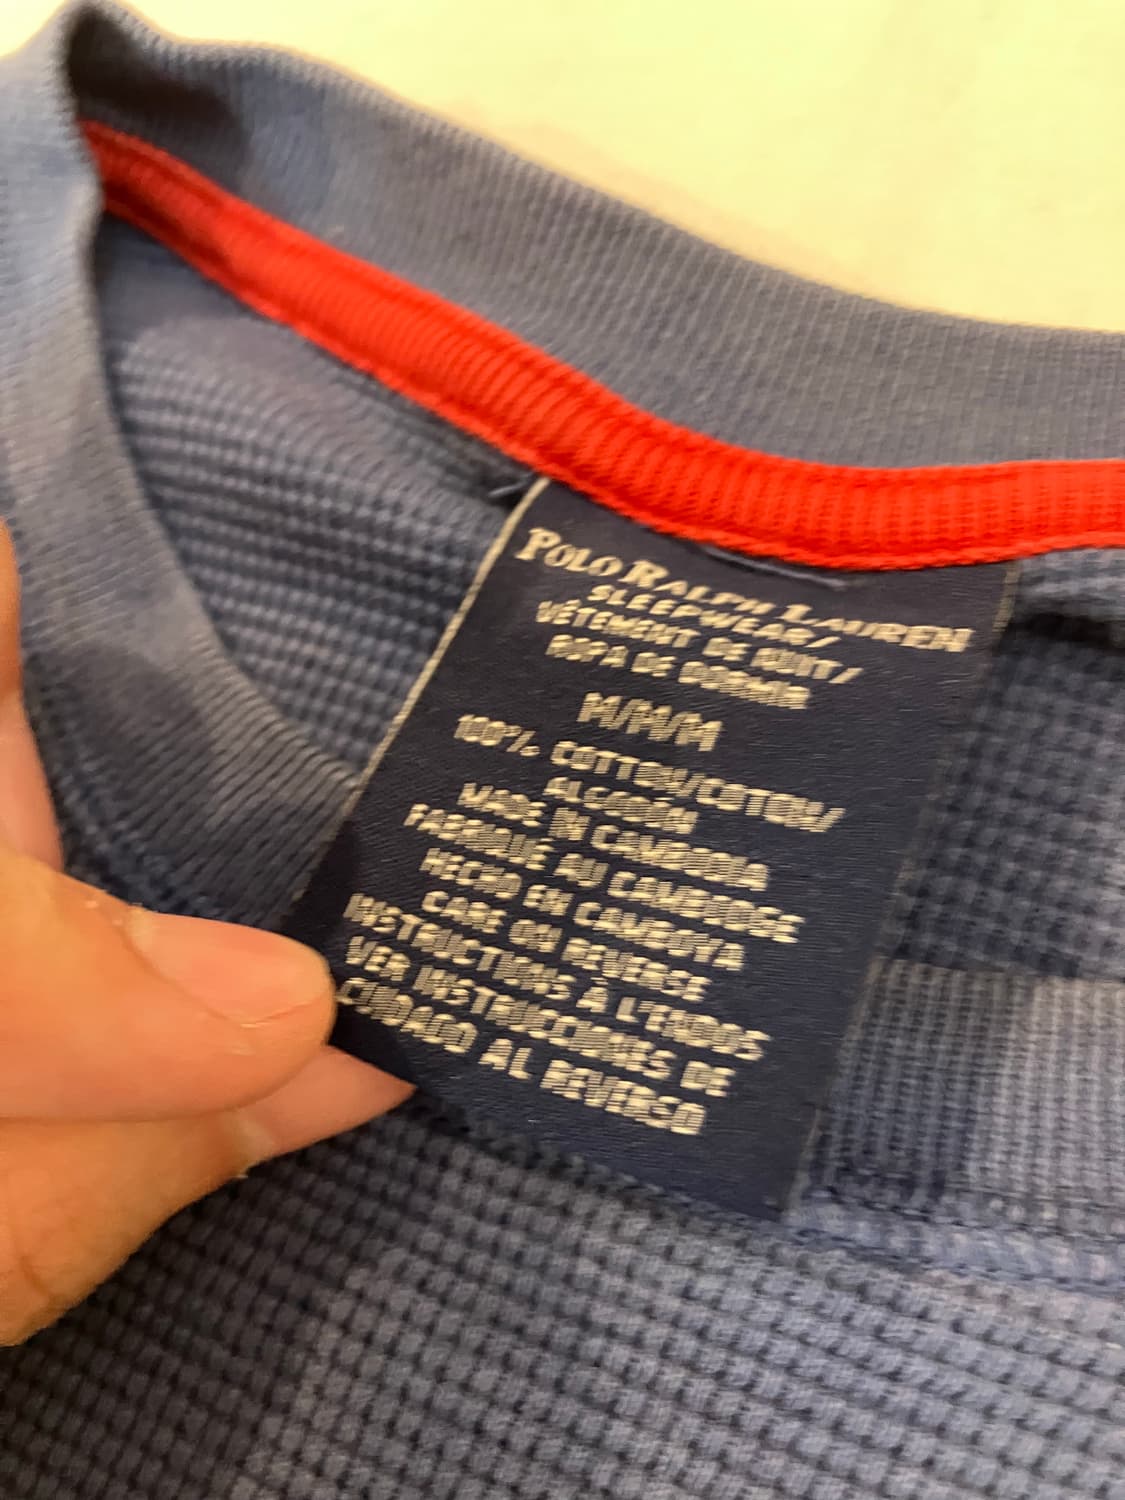 POLO RALPH LAUREN
SLEEPWEAR/
VÊTEMENT DE NUIT/
ROPA DE DORMIR
M/M/M
100% COTTON/COTON/
ALGODÓN
MADE IN CAMBODIA
FABRIQUÉ AU CAMBODGE
HECHO EN CAMBOYA
CARE ON REVERSE
INSTRUCTIONS À L'ENDOS
VER INSTRUCCIONES DE
CUIDADO AL REVERSO